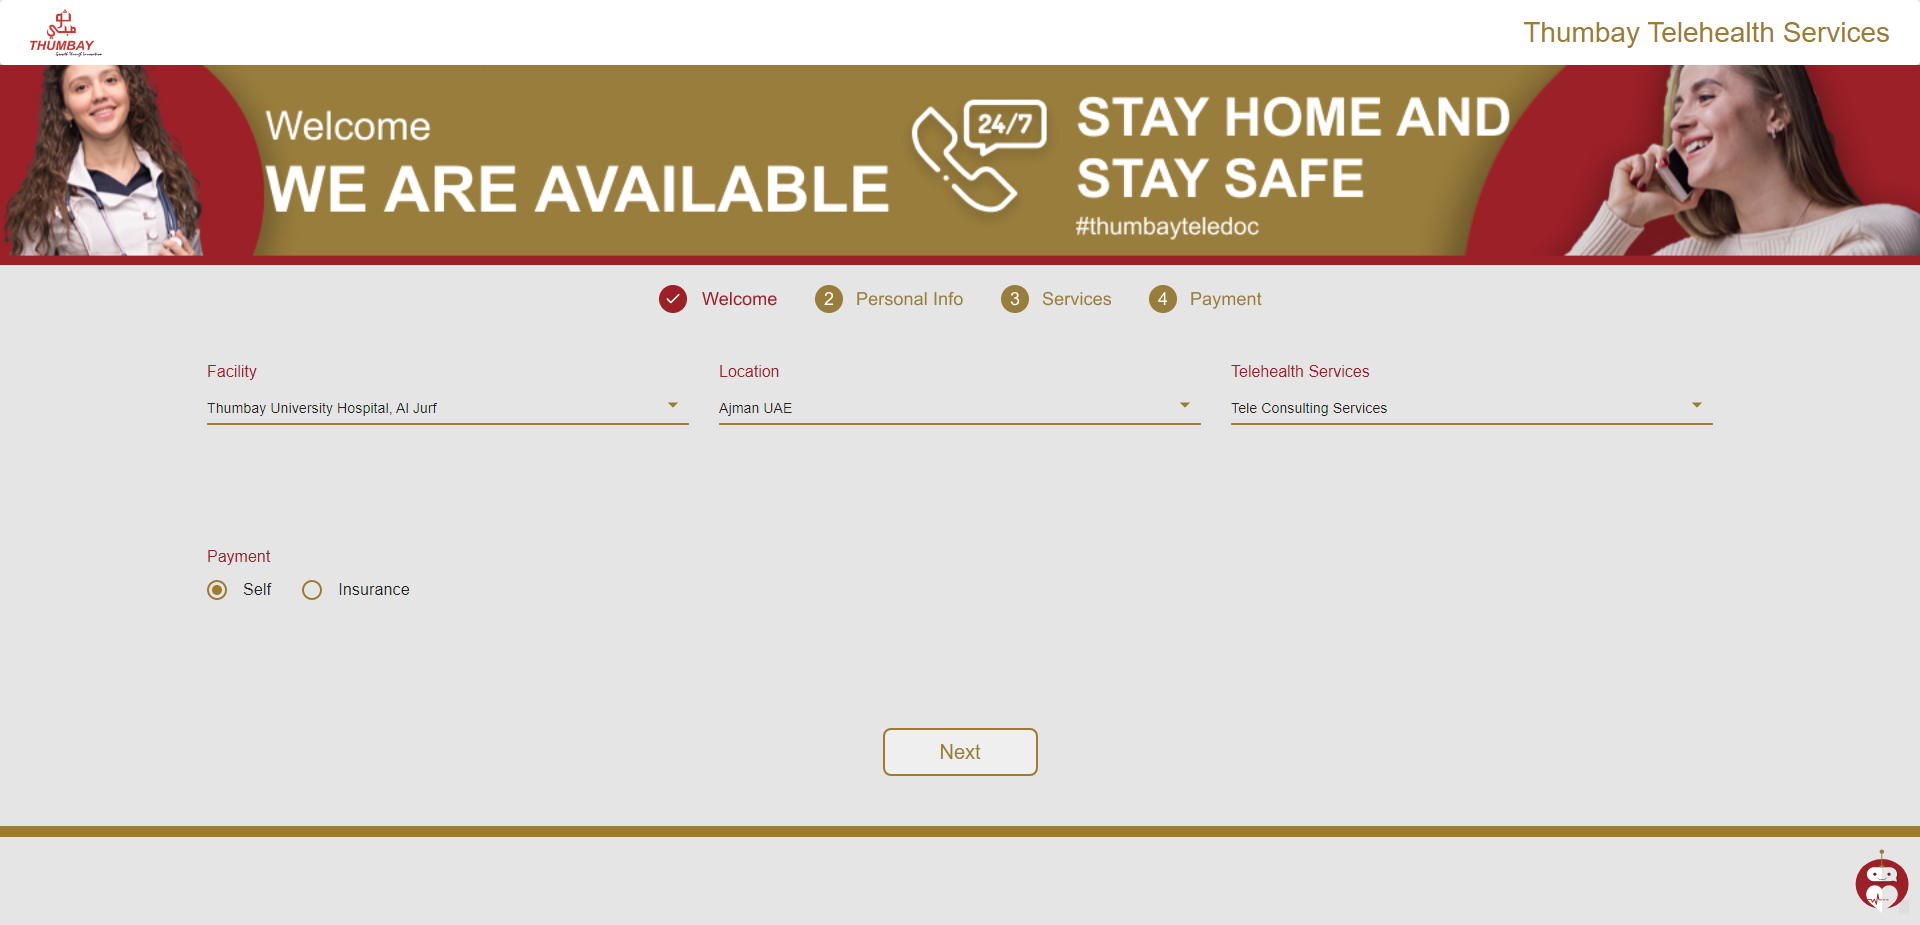 ثومبي
THUMBAY
Thumbay Telehealth Services
Welcome
WE ARE AVAILABLE
24/7
STAY HOME AND
STAY SAFE
#thumbayteledoc
Welcome
2 Personal Info
3 Services
4 Payment
Facility
Location
Telehealth Services
Thumbay University Hospital, Al Jurf
Ajman UAE
Tele Consulting Services
Payment
Self
Insurance
Next